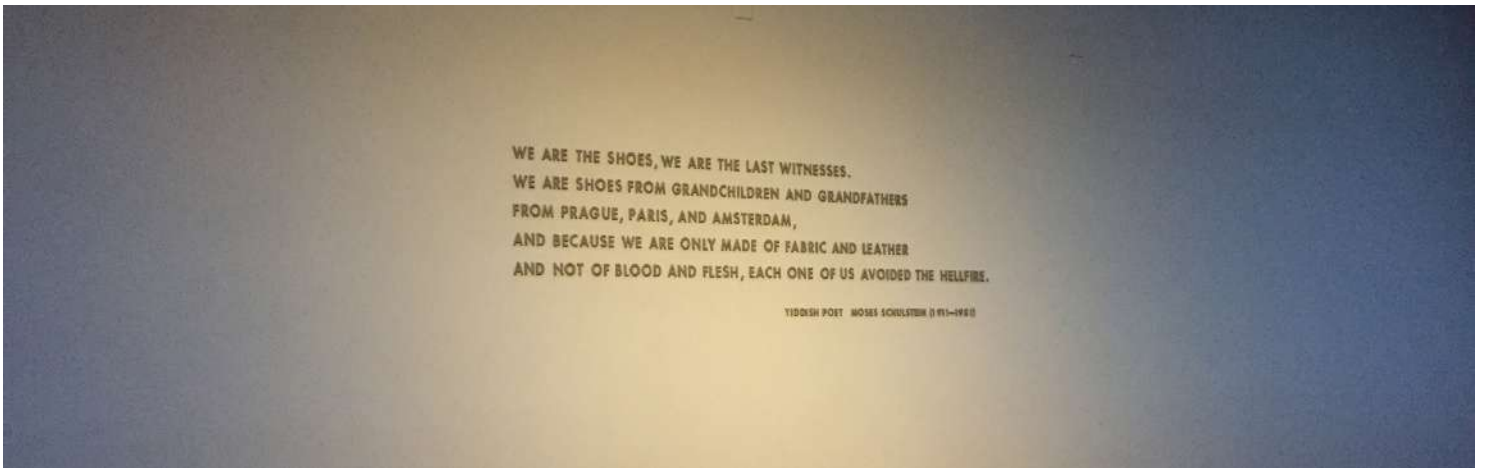 WE ARE THE SHOES, WE ARE THE LAST WITNESSES.
WE ARE SHOES FROM GRANDCHILDREN AND GRANDFATHERS
FROM PRAGUE, PARIS, AND AMSTERDAM,
AND BECAUSE WE ARE ONLY MADE OF FABRIC AND LEATHER
AND NOT OF BLOOD AND FLESH, EACH ONE OF US AVOIDED THE HELLFIRE.
YIDDISH POET MOSES SCHULSTEIN (1911–1981)